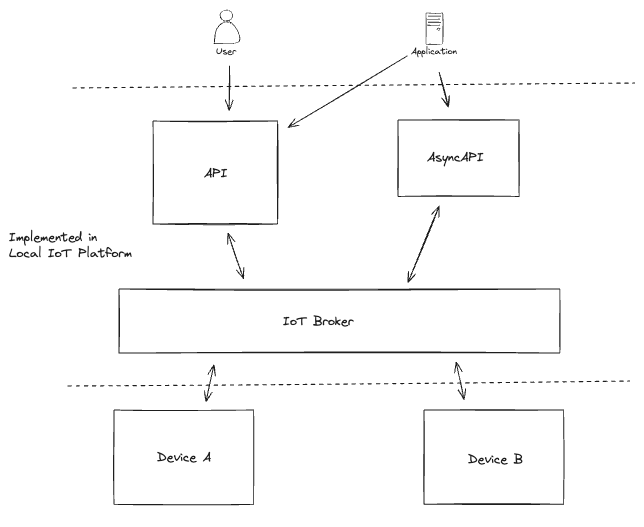 User
Application
API
AsyncAPI
Implemented in
Local IoT Platform
IoT Broker
Device A
Device B